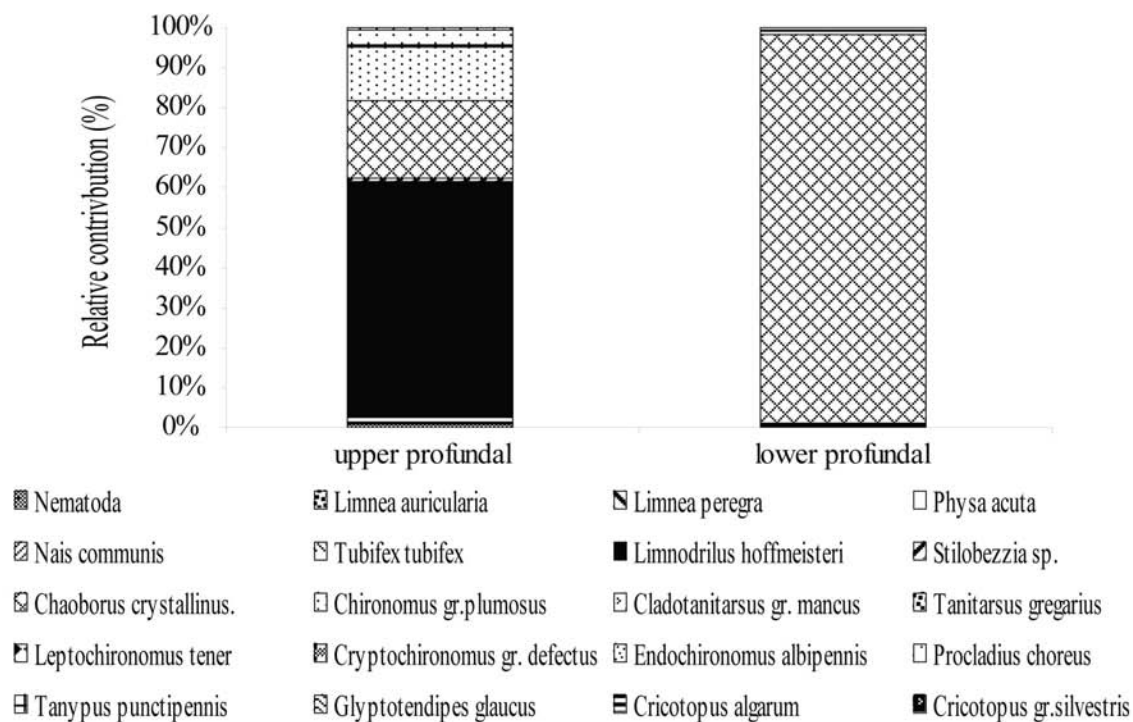 100%
90%
80%
70%
60%
50%
40%
30%
20%
10%
0%
Relative contrivbution (%)
upper profundal lower profundal
Nematoda Limnea auricularia Limnea peregra Physa acuta
Nais communis Tubifex tubifex Limnodrilus hoffmeisteri Stilobezzia sp.
Chaoborus crystallinus. Chironomus gr.plumosus Cladotanitarsus gr. mancus Tanitarsus gregarius
Leptochironomus tener Cryptochironomus gr. defectus Endochironomus albipennis Procladius choreus
Tanypus punctipennis Glyptotendipes glaucus Cricotopus algarum Cricotopus gr.silvestris